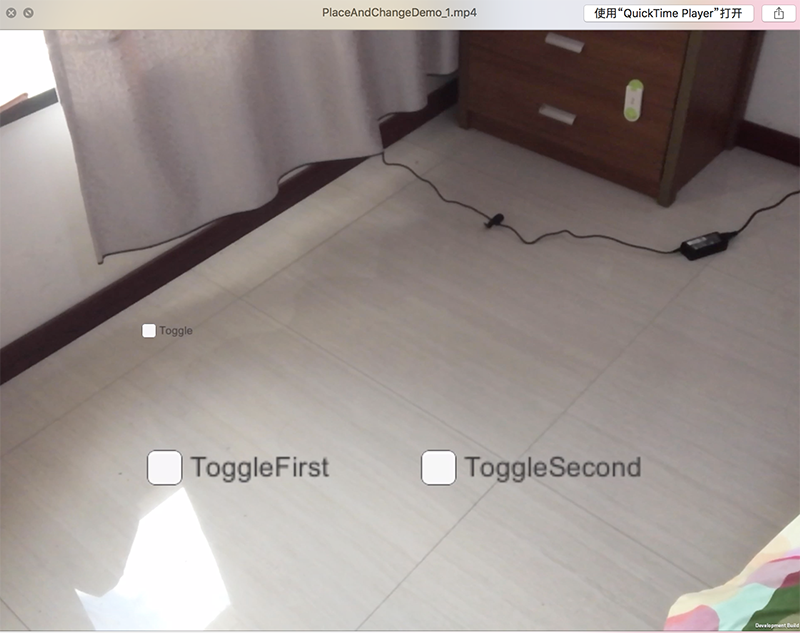 PlaceAndChangeDemo_1.mp4
使用“QuickTime Player”打开
Toggle
ToggleFirst
ToggleSecond
Development Build